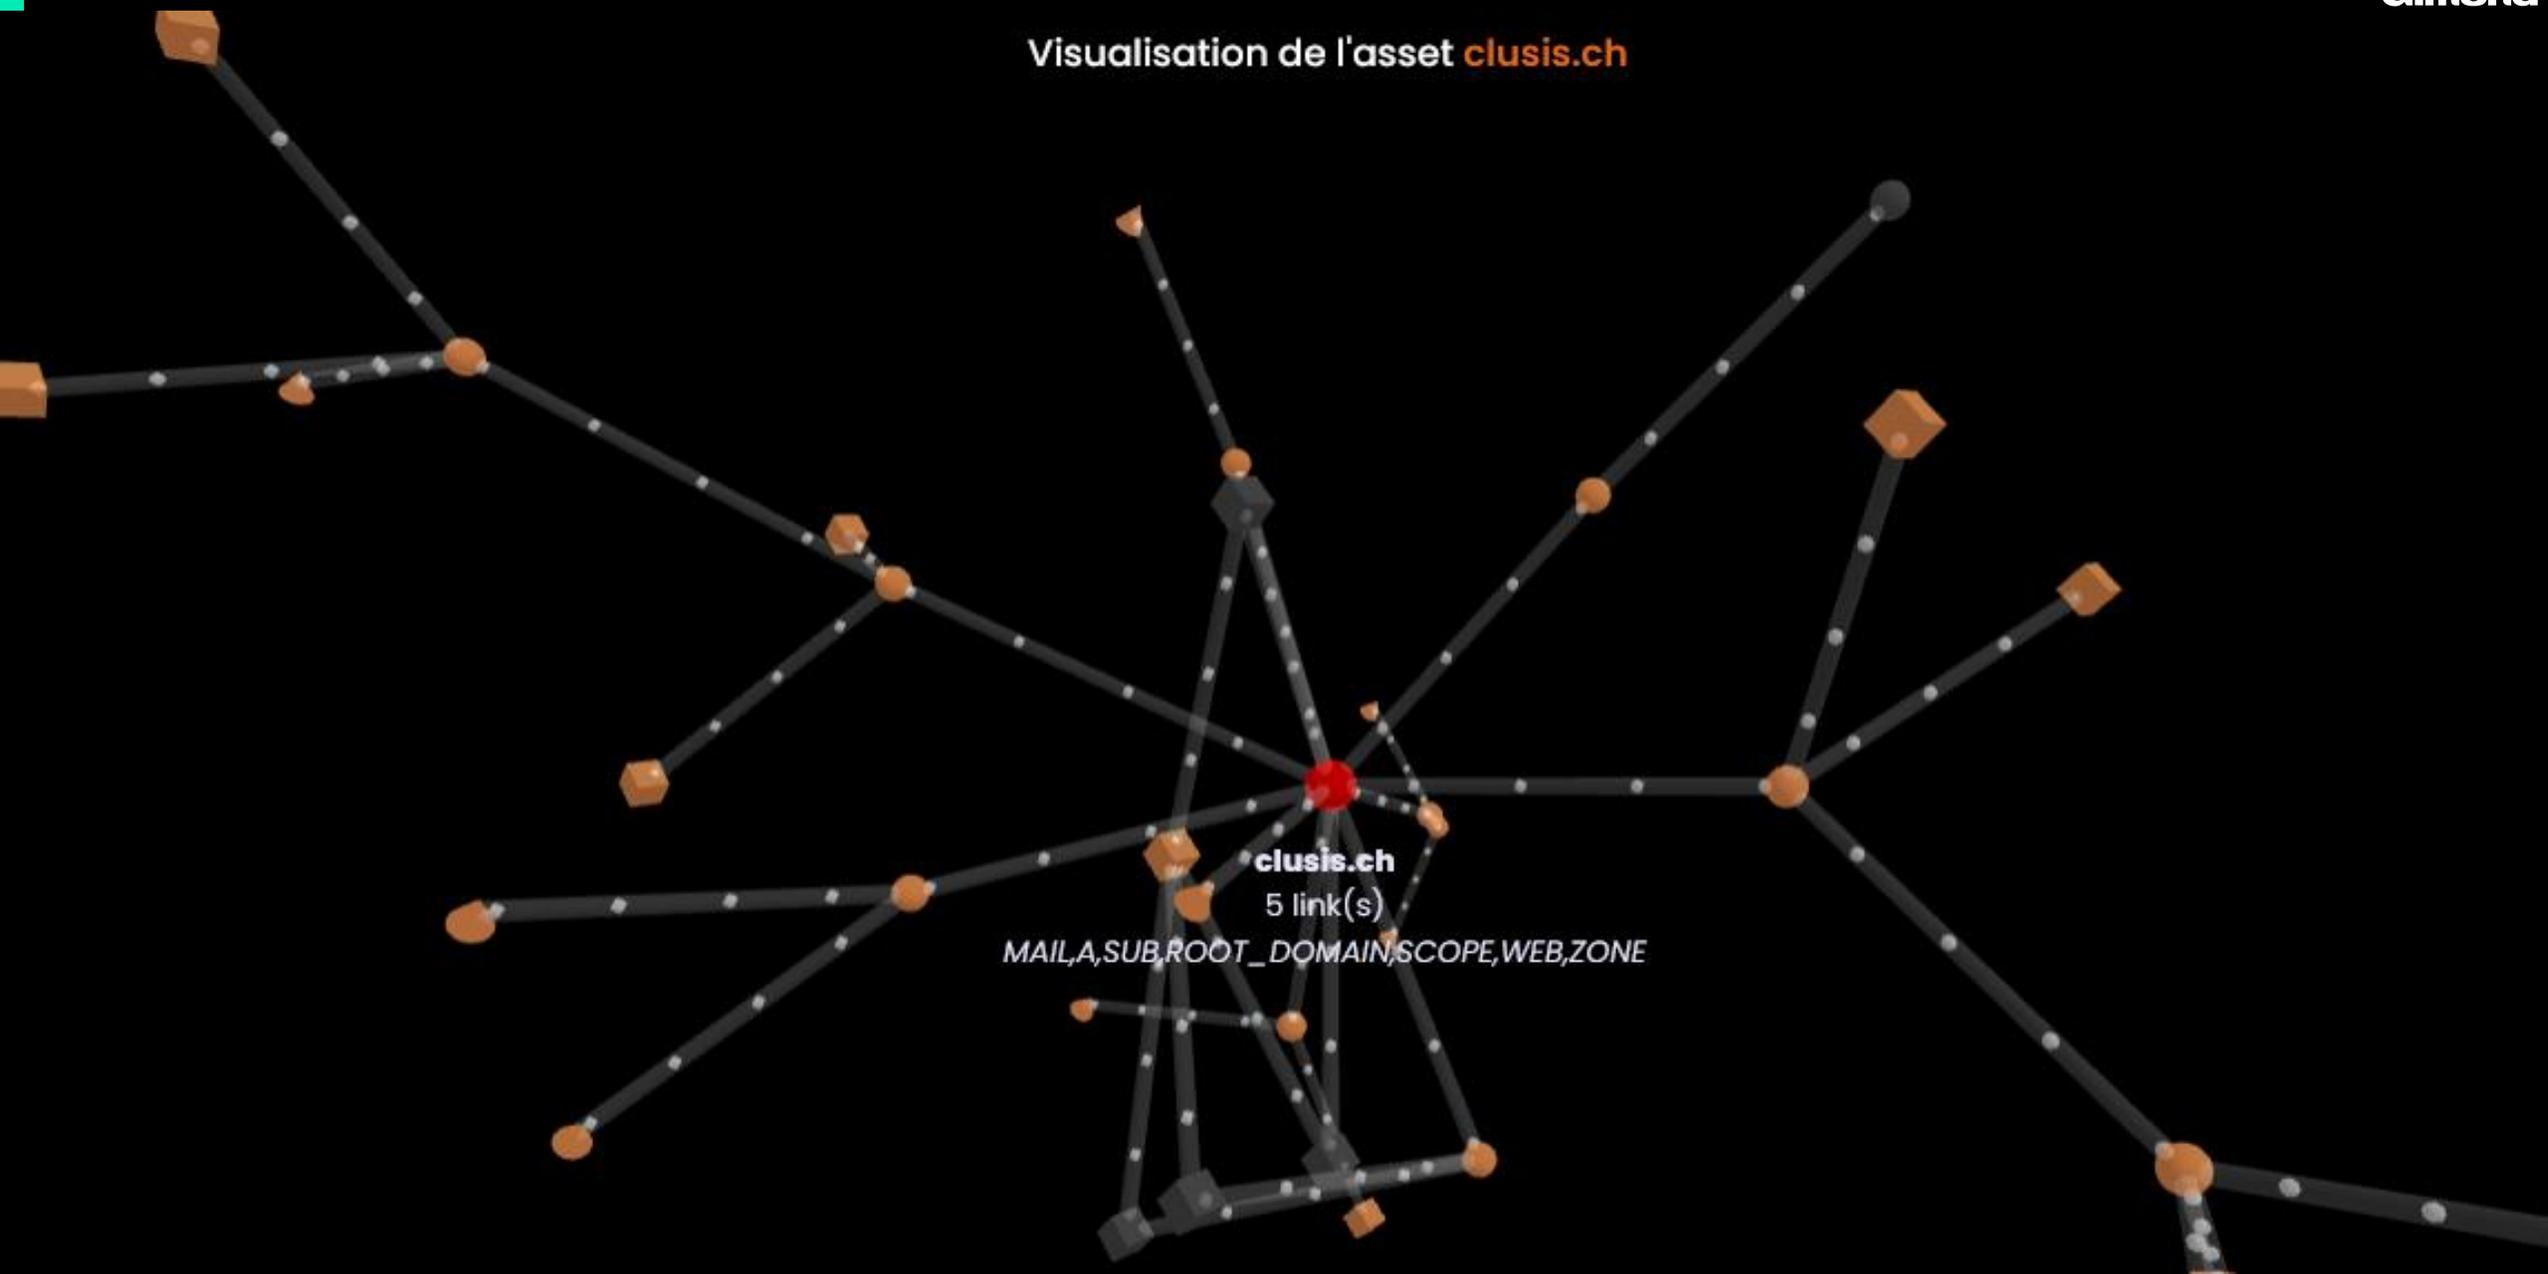 Visualisation de l'asset clusis.ch
clusis.ch
5 link(s)
MAIL,A,SUB,ROOT_DOMAIN,SCOPE,WEB,ZONE